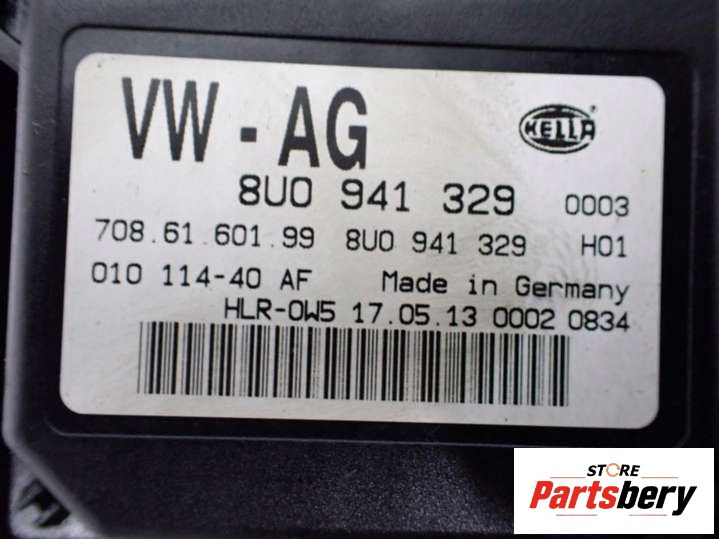 VW - AG
HELLA ®
8U0 941 329 0003
708.61.601.99 8U0 941 329 H01
010 114-40 AF Made in Germany
HLR-0W5 17.05.13 0002 0834
STORE
Partsbery